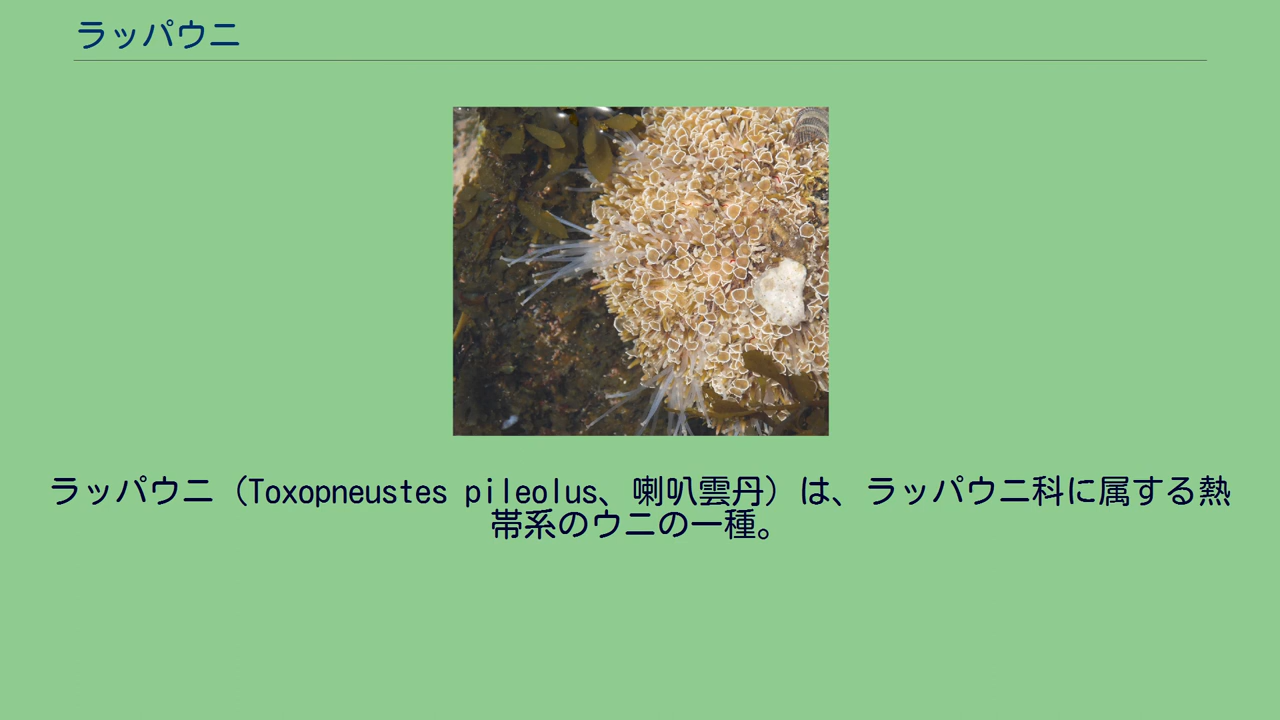 ラッパウニ
ラッパウニ（Toxopneustes pileolus、喇叭雲丹）は、ラッパウニ科に属する熱
帯系のウニの一種。